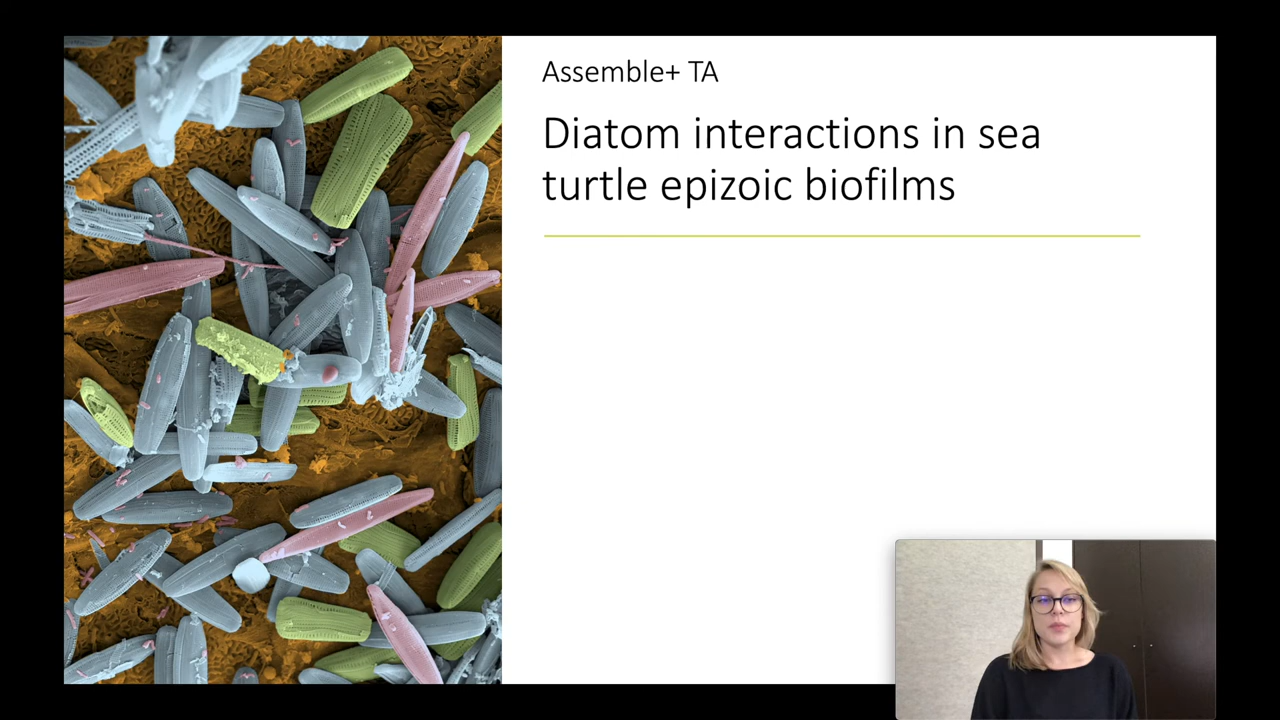 Assemble+ TA
Diatom interactions in sea
turtle epizoic biofilms